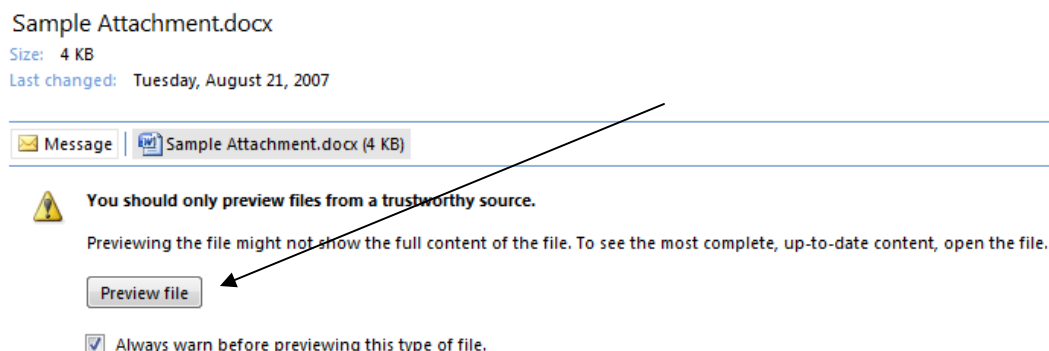 Sample Attachment.docx
Size: 4 KB
Last changed: Tuesday, August 21, 2007
Message Sample Attachment.docx (4 KB)
You should only preview files from a trustworthy source.
Previewing the file might not show the full content of the file. To see the most complete, up-to-date content, open the file.
Preview file
Always warn before previewing this type of file.